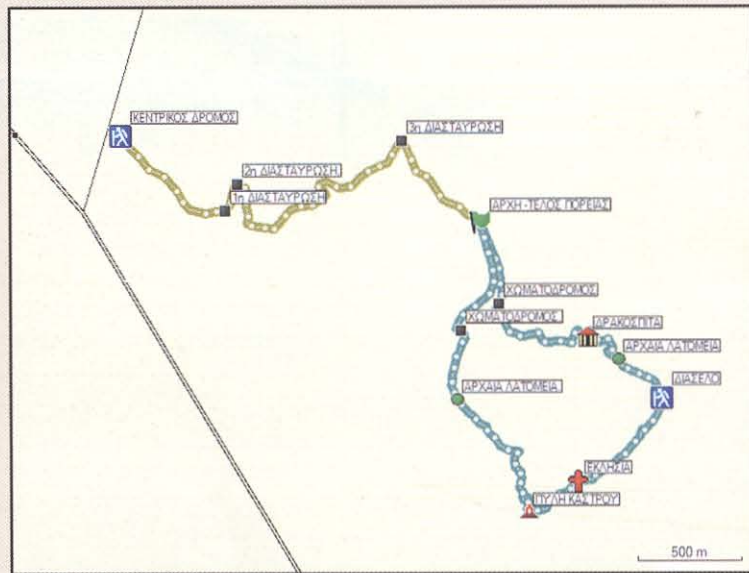 ΚΕΝΤΡΙΚΟΣ ΔΡΟΜΟΣ
3η ΔΙΑΣΤΑΥΡΩΣΗ
2η ΔΙΑΣΤΑΥΡΩΣΗ
1η ΔΙΑΣΤΑΥΡΩΣΗ
ΑΡΧΗ -ΤΕΛΟΣ ΠΟΡΕΙΑΣ
ΧΩΜΑΤΟΔΡΟΜΟΣ
ΧΩΜΑΤΟΔΡΟΜΟΣ
ΔΡΑΚΟΣΠΙΤΑ
ΑΡΧΑΙΑ ΛΑΤΟΜΕΙΑ
ΑΡΧΑΙΑ ΛΑΤΟΜΕΙΑ
ΔΙΑΣΕΛΟ
ΕΚΛΗΣΙΑ
ΠΥΛΗ ΚΑΣΤΡΟΥ
500 m